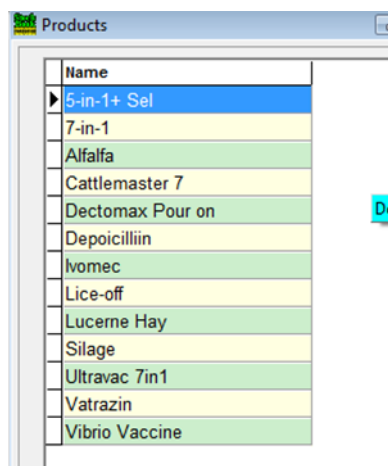 Products
Name
5-in-1+ Sel
7-in-1
Alfalfa
Cattlemaster 7
Dectomax Pour on
Depoicilliin
Ivomec
Lice-off
Lucerne Hay
Silage
Ultravac 7in1
Vatrazin
Vibrio Vaccine